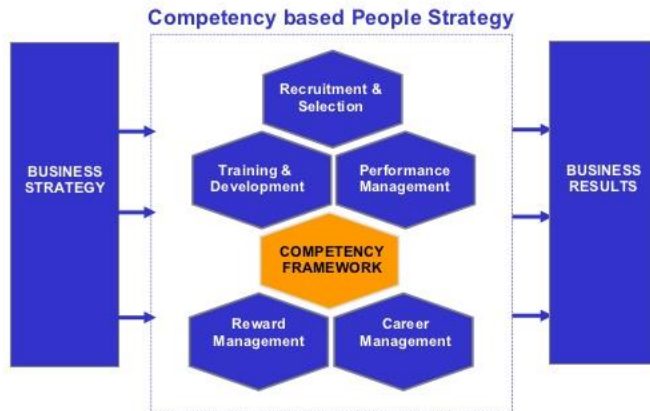 Competency based People Strategy
Recruitment &
Selection
Training &
Development
Performance
Management
BUSINESS
STRATEGY
BUSINESS
RESULTS
COMPETENCY
FRAMEWORK
Reward
Management
Career
Management